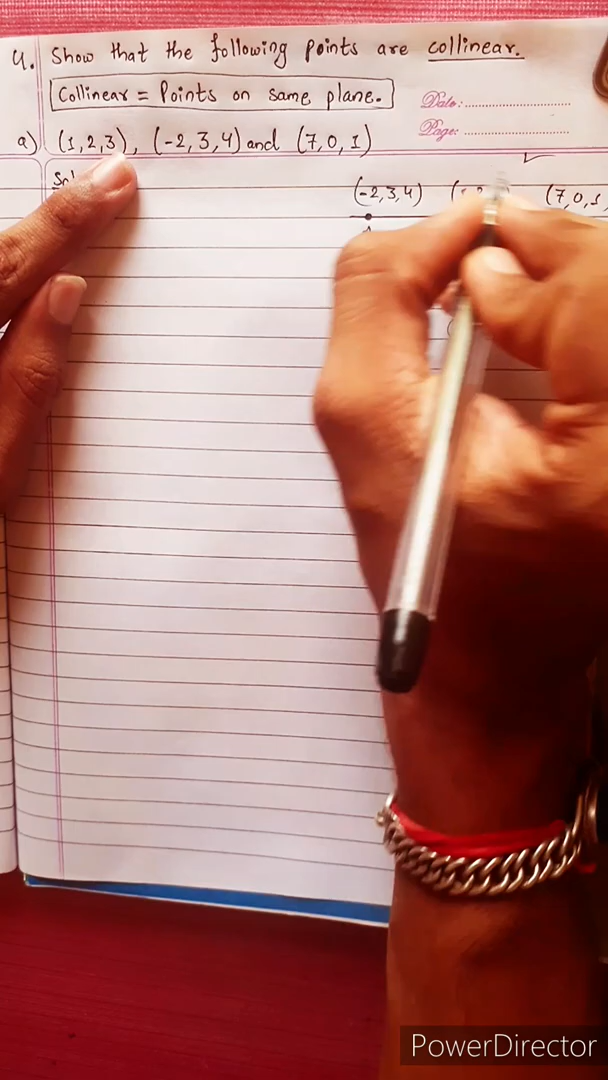 4. Show that the following points are collinear.
Collinear = Points on same plane.
Date:
Page:
a) (1,2,3), (-2,3,4) and (7,0,1)
(-2,3,4) (7,0,1
PowerDirector